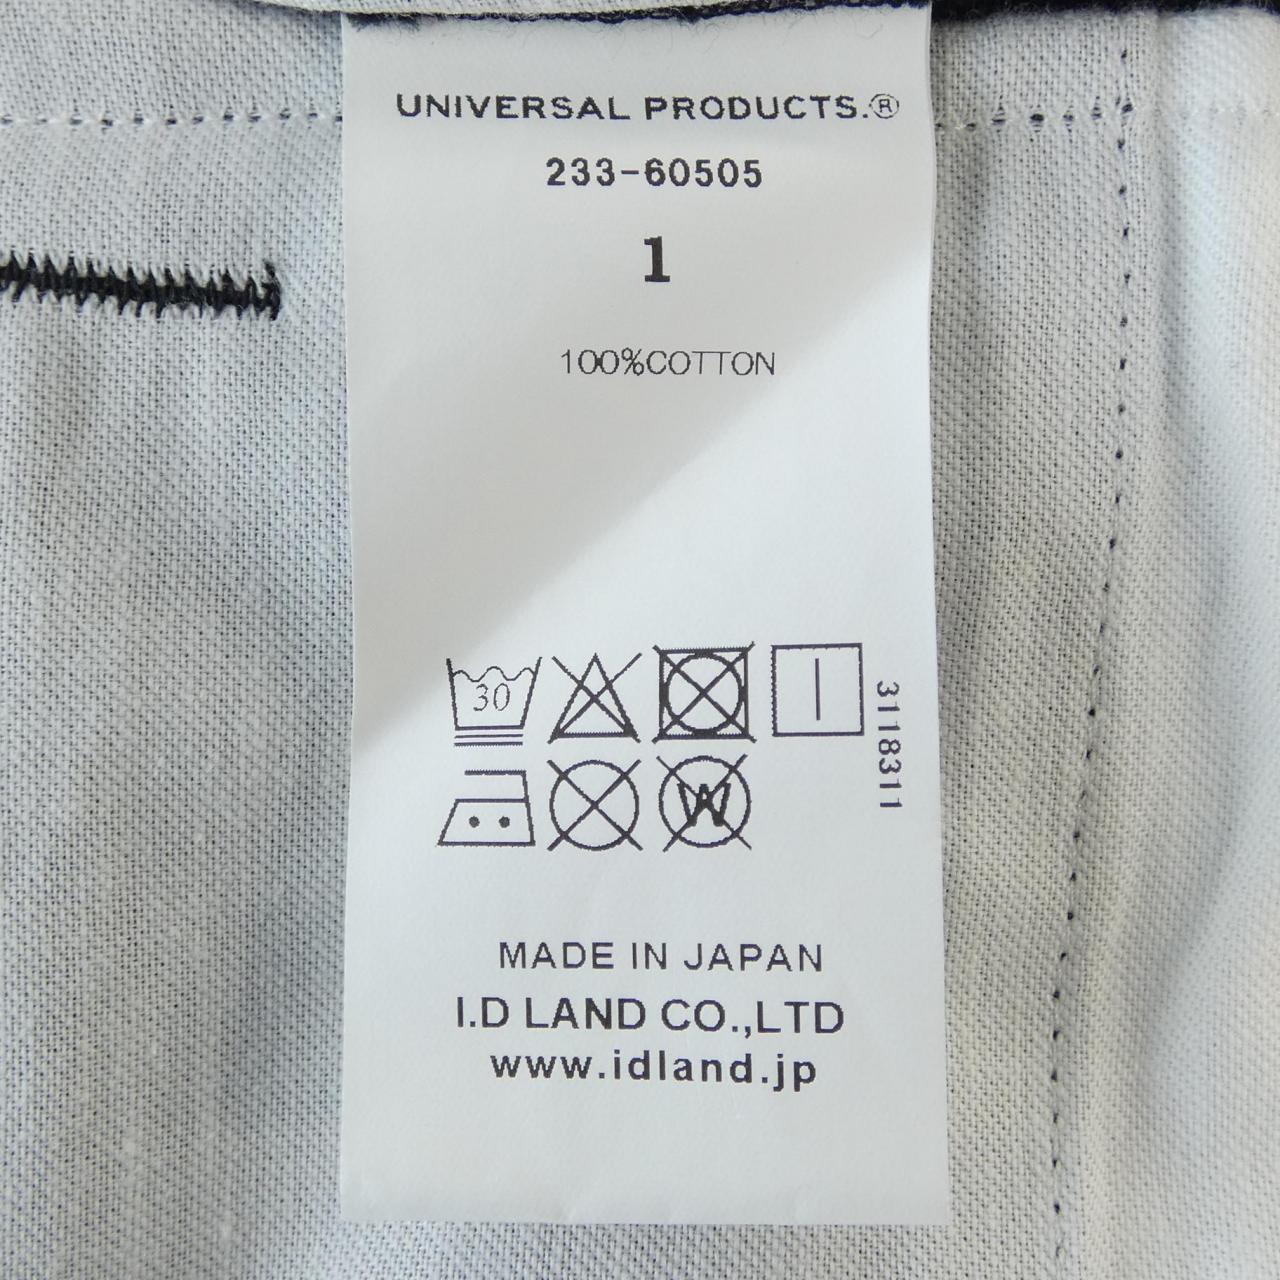 UNIVERSAL PRODUCTS.®
233-60505
1
100%COTTON
30
3118311
W
MADE IN JAPAN
I.D LAND CO.,LTD
www.idland.jp